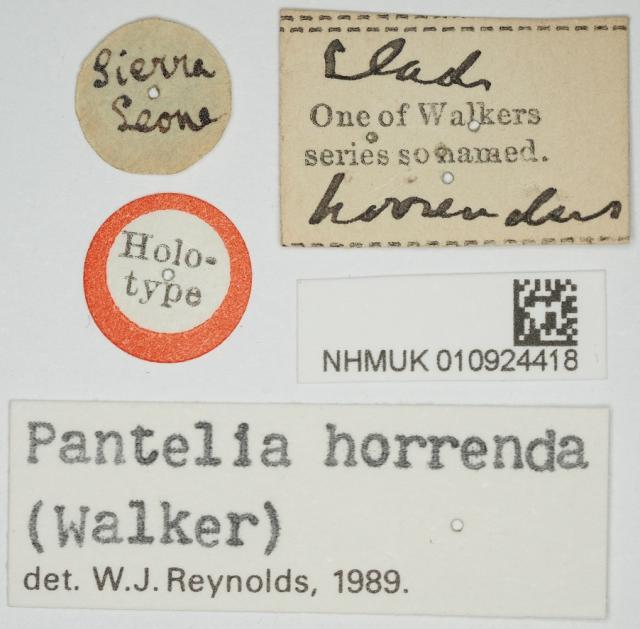 Sierra
Leone
One of Walkers
series so named.
horrendus
Holo-
type
NHMUK 010924418
Pantelia horrenda
(Walker)
det. W.J. Reynolds, 1989.